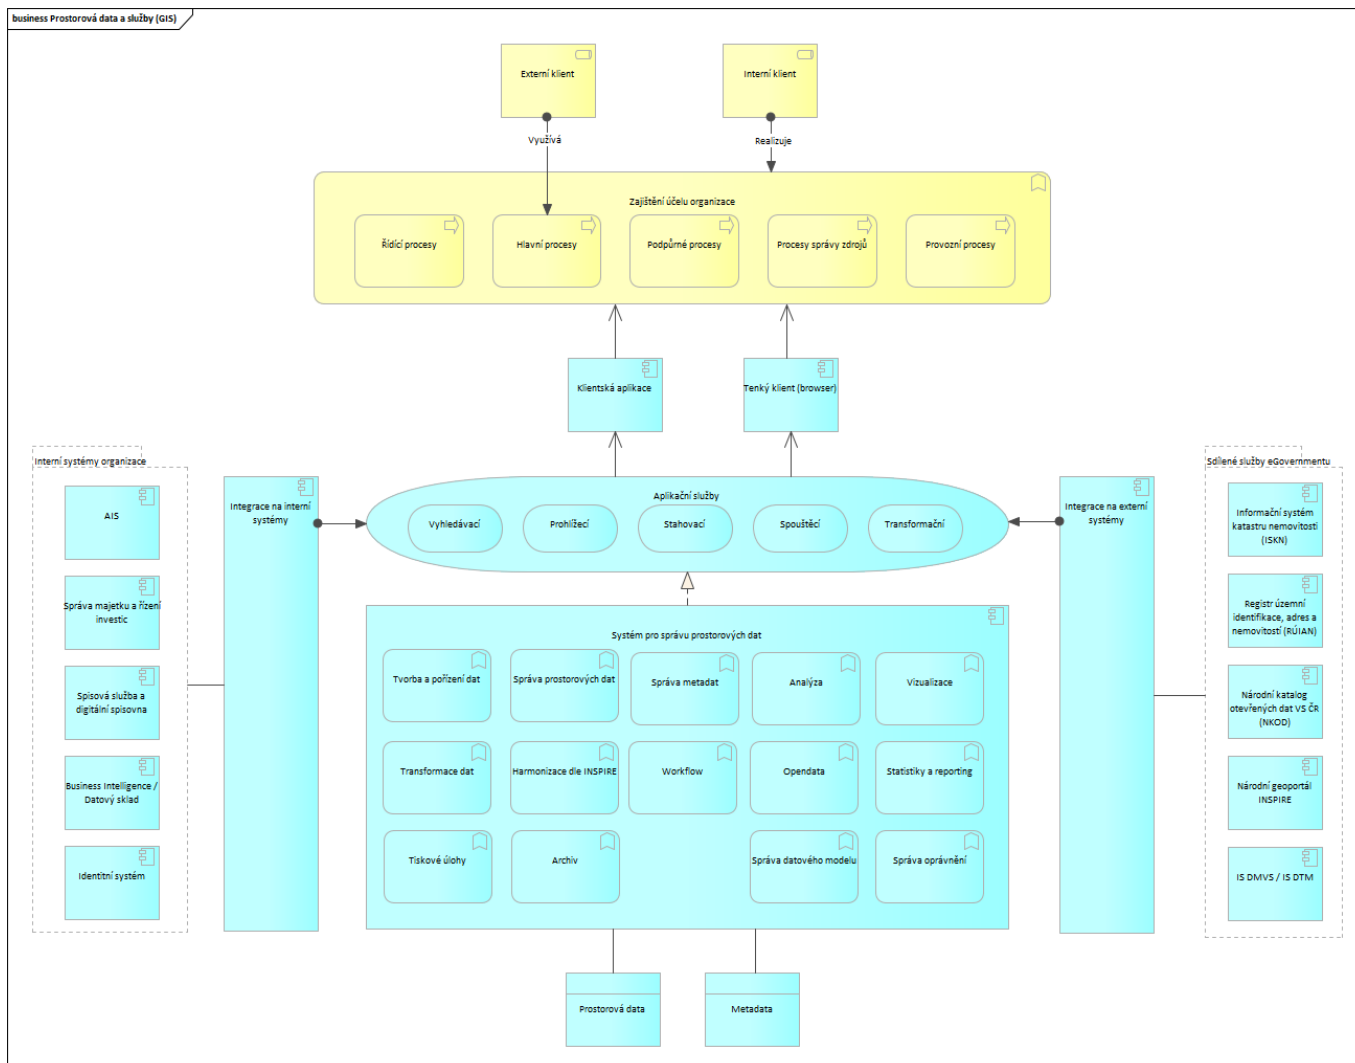 business Prostorová data a služby (GIS)
Externí klient
Interní klient
Využívá
Realizuje
Zajištění účelu organizace
Řídící procesy
Hlavní procesy
Podpůrné procesy
Procesy správy zdrojů
Provozní procesy
Klientská aplikace
Tenký klient (browser)
Interní systémy organizace
AIS
Správa majetku a řízení
investic
Spisová služba a
digitální spisovna
Business Intelligence /
Datový sklad
Identitní systém
Integrace na interní
systémy
Aplikační služby
Vyhledávací
Prohlížecí
Stahovací
Spouštěcí
Transformační
Integrace na externí
systémy
Sdílené služby eGovernmentu
Informační systém
katastru nemovitosti
(ISKN)
Registr územní
identifikace, adres a
nemovitostí (RÚIAN)
Národní katalog
otevřených dat VS ČR
(NKOD)
Národní geoportál
INSPIRE
IS DMVS / IS DTM
Systém pro správu prostorových dat
Tvorba a pořízení dat
Správa prostorových dat
Správa metadat
Analýza
Vizualizace
Transformace dat
Harmonizace dle INSPIRE
Workflow
Opendata
Statistiky a reporting
Tiskové úlohy
Archiv
Správa datového modelu
Správa oprávnění
Prostorová data
Metadata